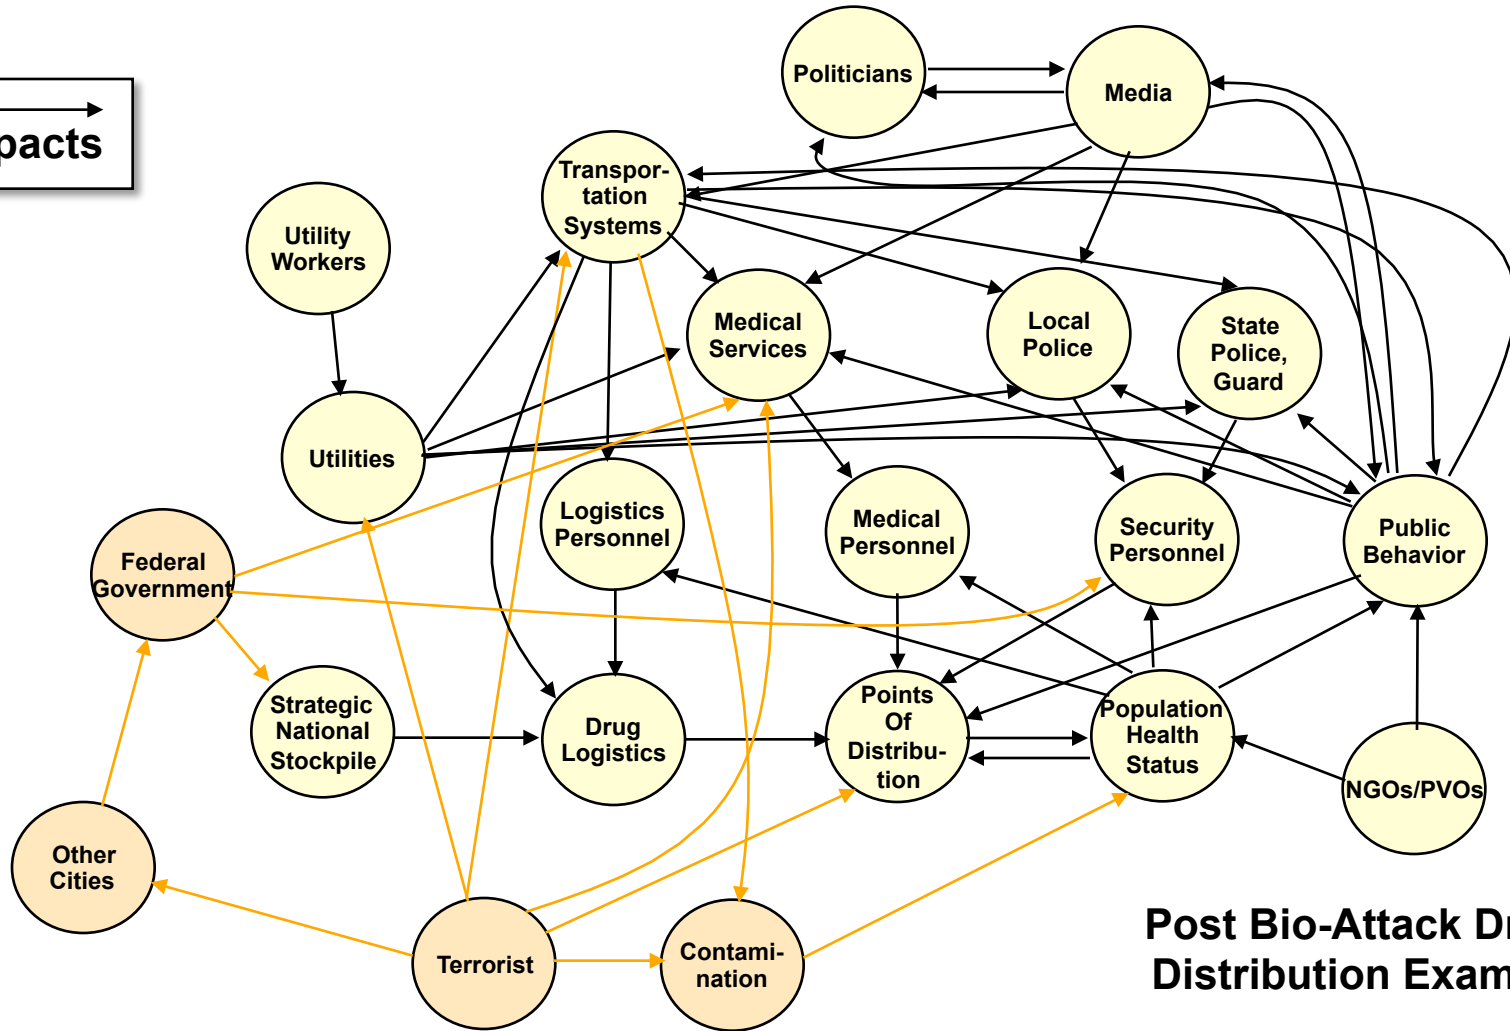 Politicians
Media
pacts
Transpor-
tation
Systems
Utility
Workers
Medical
Services
Local
Police
State
Police,
Guard
Utilities
Logistics
Personnel
Medical
Personnel
Security
Personnel
Public
Behavior
Federal
Government
Strategic
National
Stockpile
Drug
Logistics
Points
Of
Distribu-
tion
Population
Health
Status
NGOs/PVOs
Other
Cities
Terrorist
Contami-
nation
Post Bio-Attack Dr
Distribution Exam